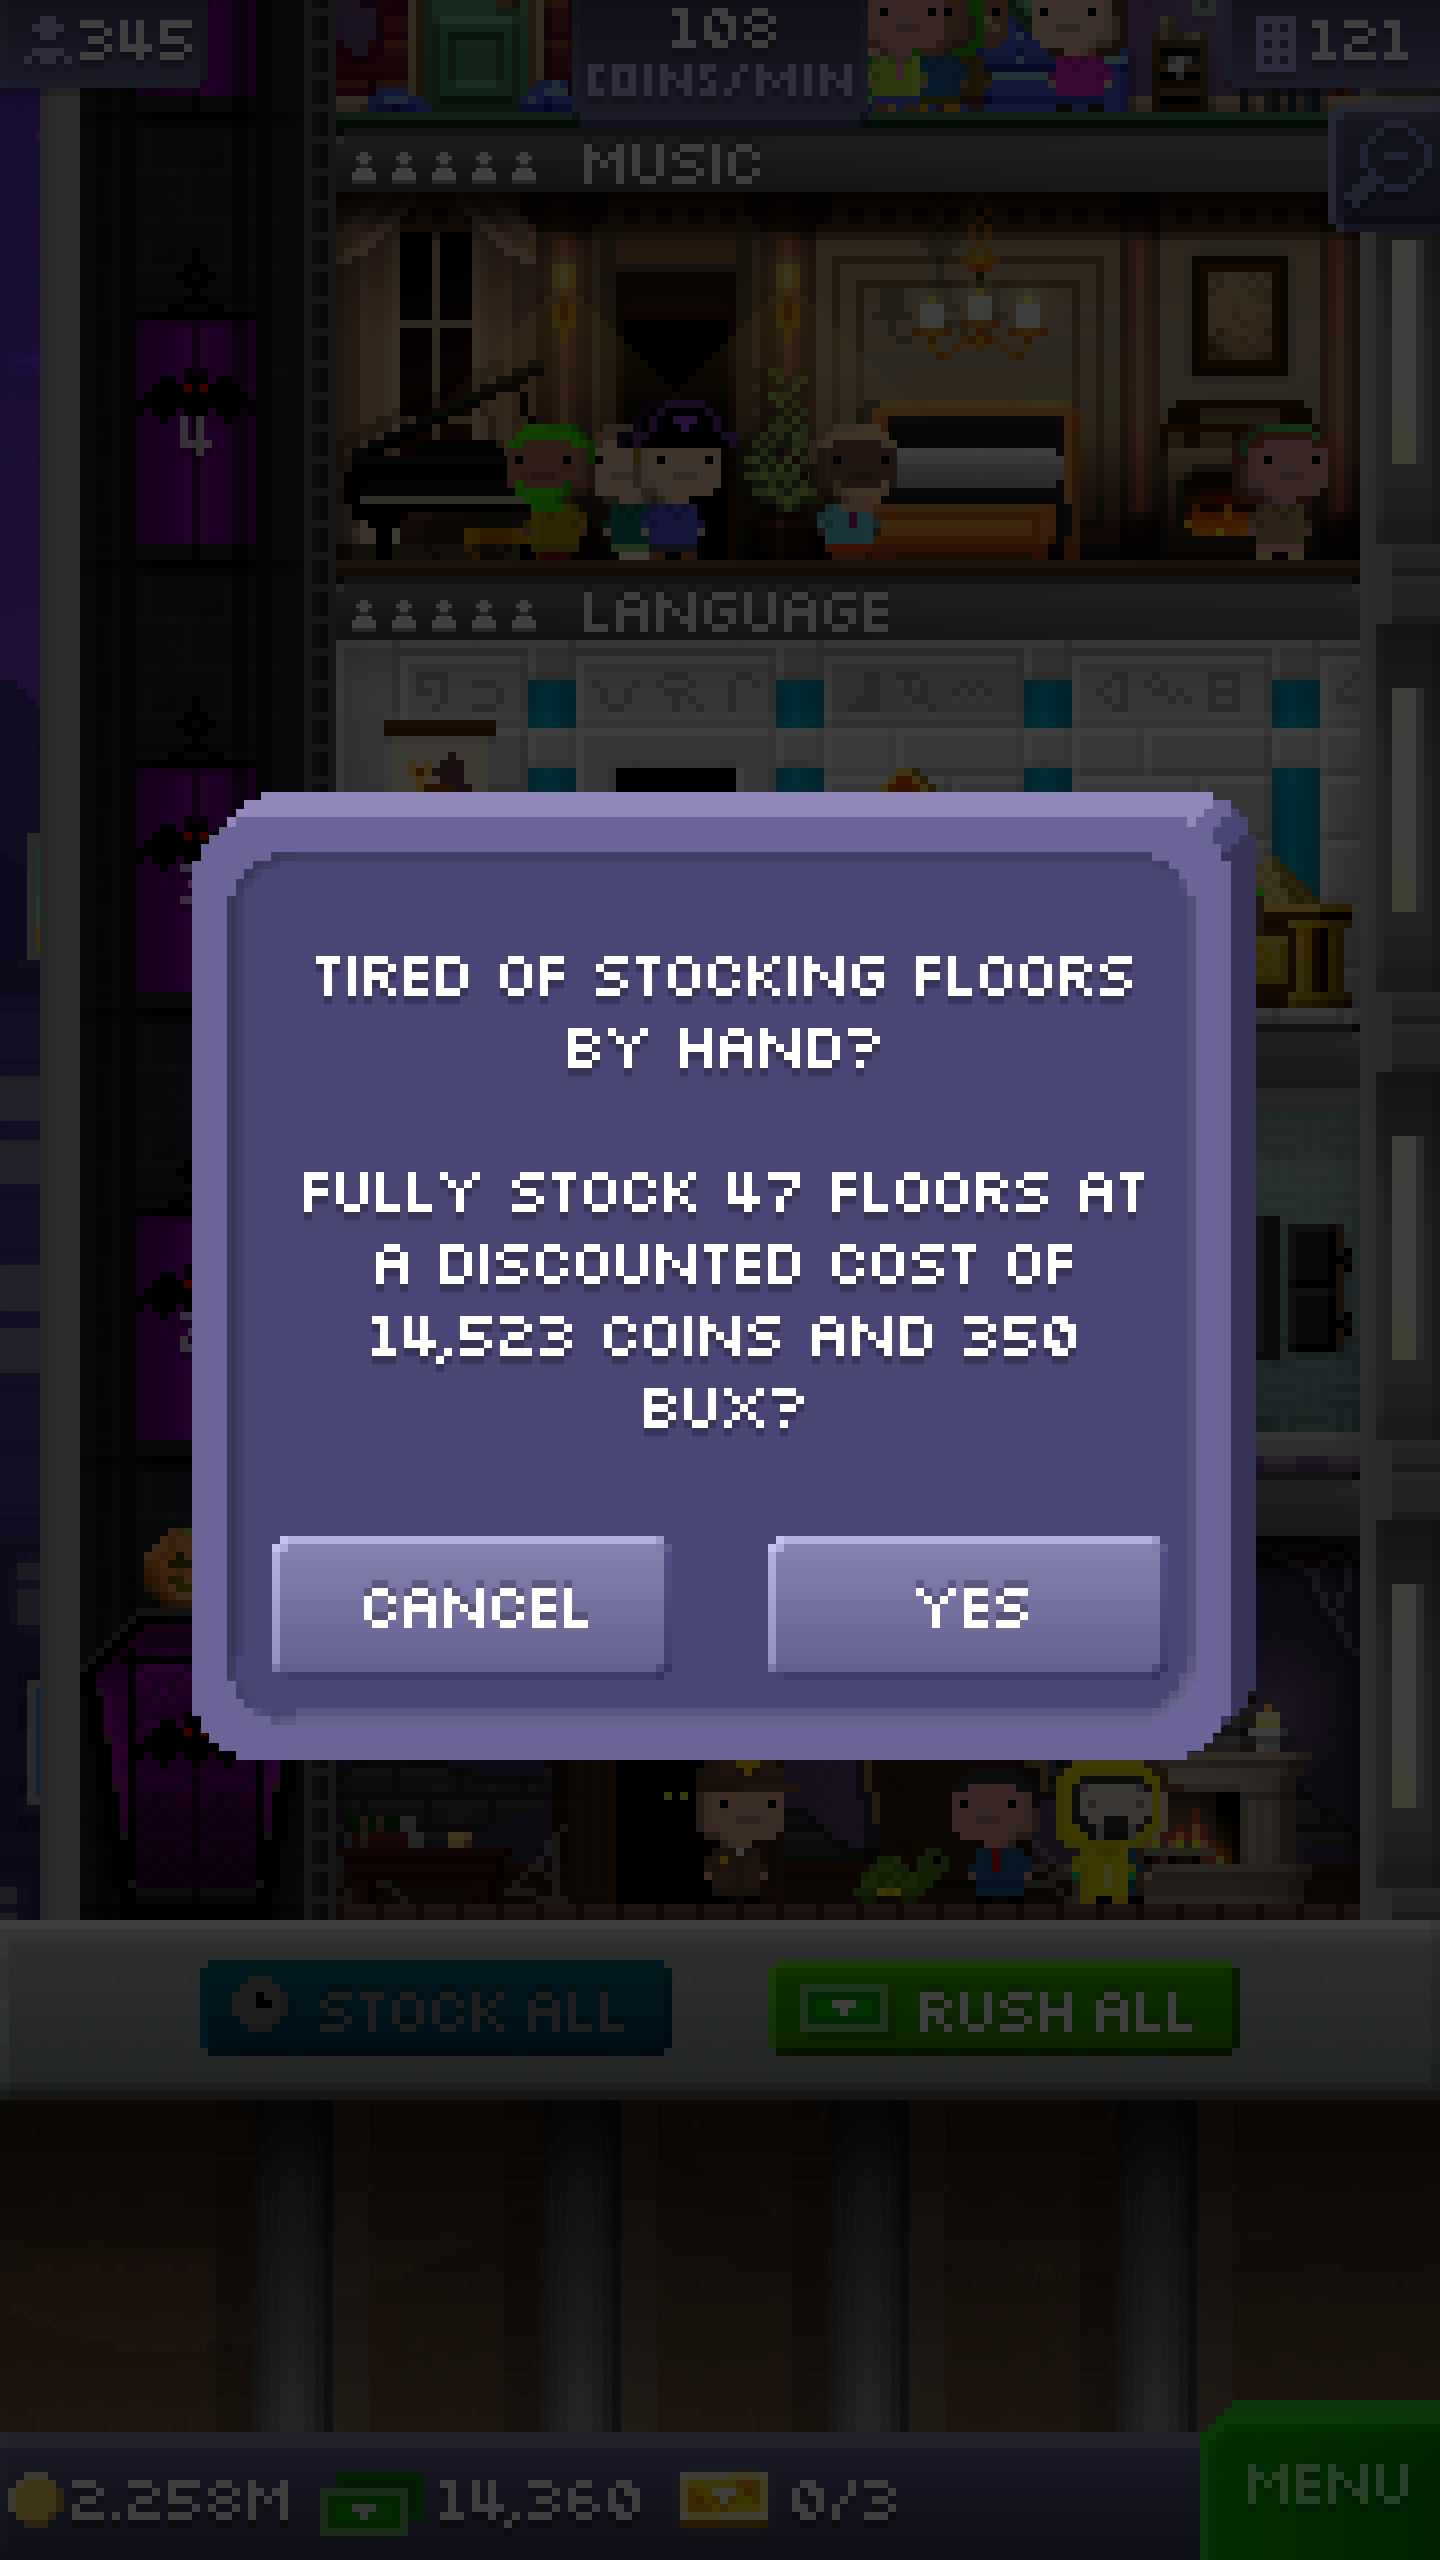 345
108
COINS/MIN
121
MUSIC
4
LANGUAGE
TIRED OF STOCKING FLOORS
BY HAND?
FULLY STOCK 47 FLOORS AT
A DISCOUNTED COST OF
14,523 COINS AND 350
BUX?
CANCEL
YES
STOCK ALL
RUSH ALL
2.258M
14,360
0/3
MENU